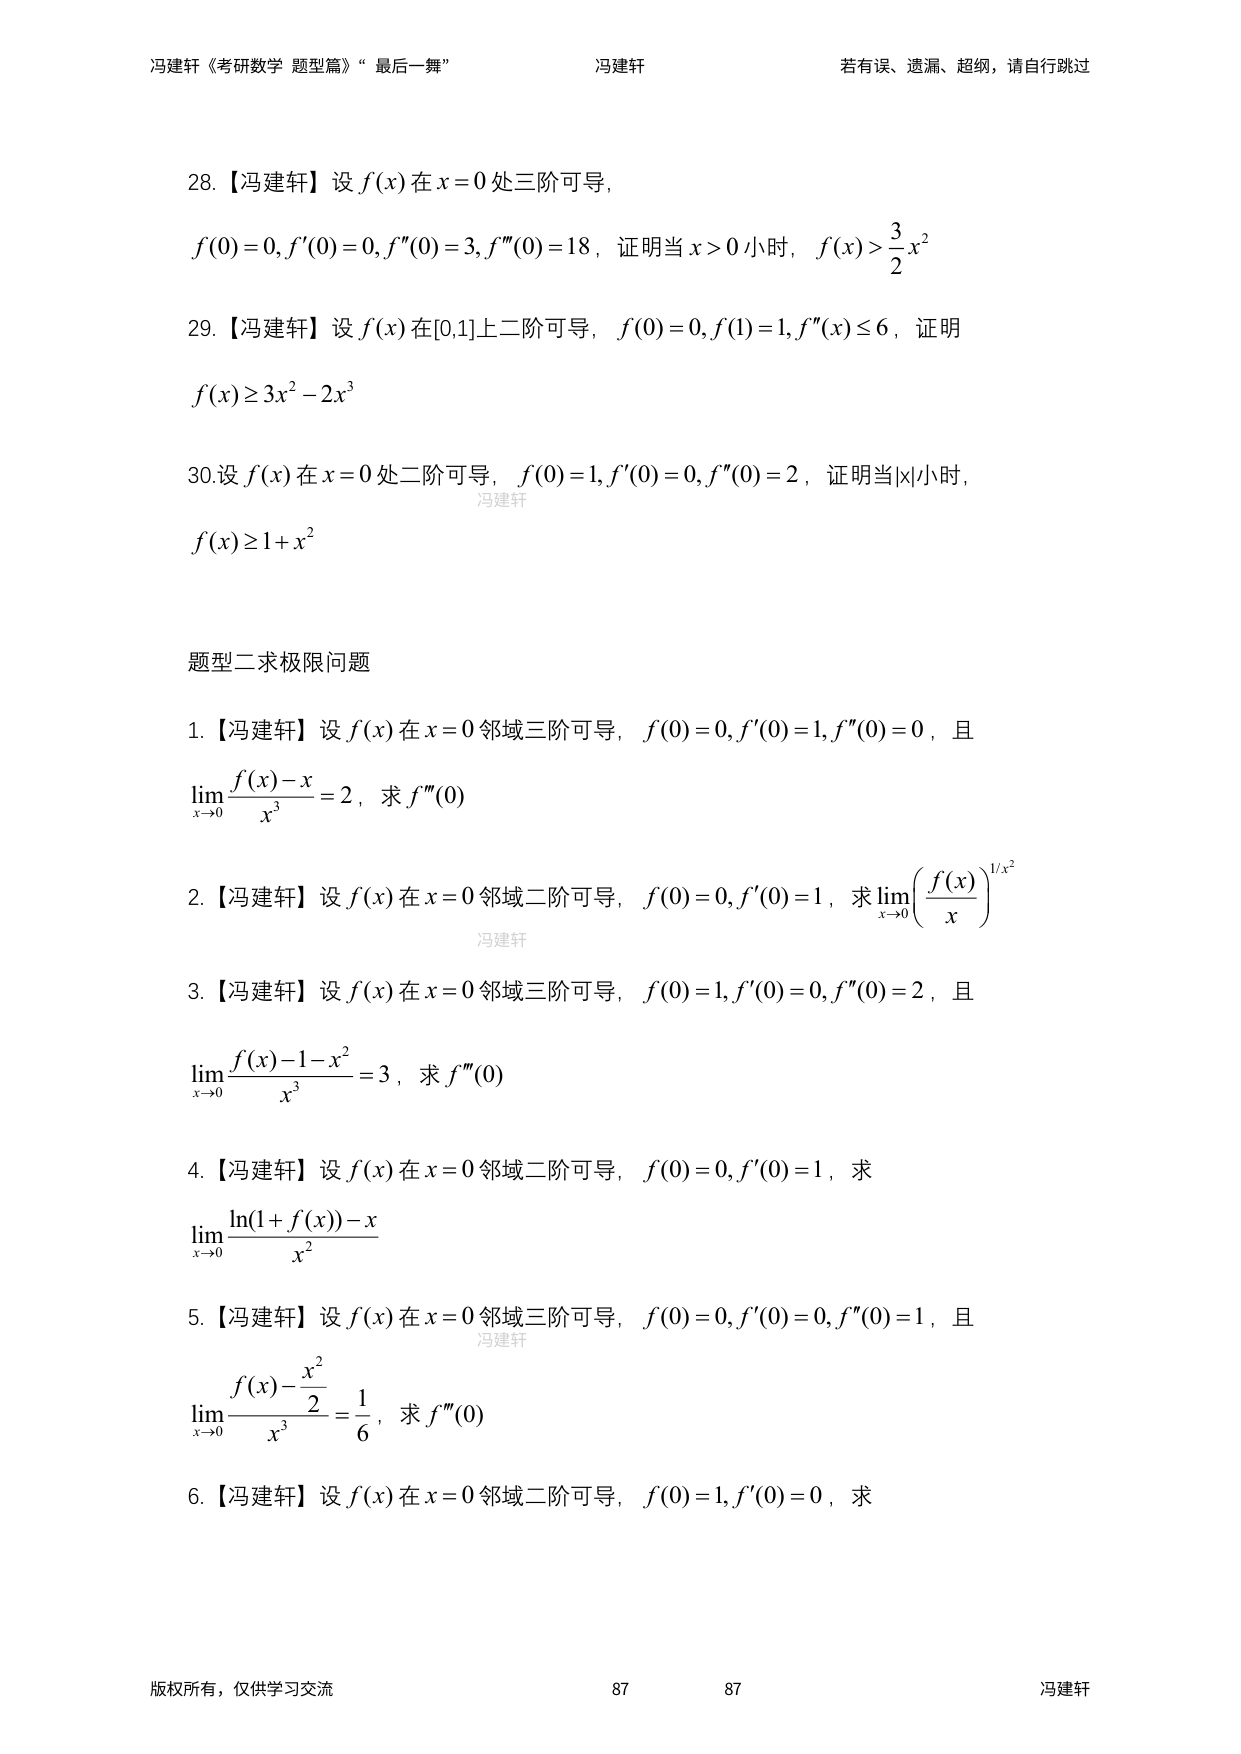 冯建轩《考研数学 题型篇》“ 最后一舞” 冯建轩 若有误、遗漏、超纲，请自行跳过
28.【冯建轩】设 f(x) 在 x = 0 处三阶可导，
f(0) = 0, f′(0) = 0, f″(0) = 3, f‴(0) = 18，证明当 x > 0 小时， f(x) > 3/2 x²
29.【冯建轩】设 f(x) 在[0,1]上二阶可导， f(0) = 0, f(1) = 1, f″(x) ≤ 6，证明
f(x) ≥ 3x² − 2x³
30.设 f(x) 在 x = 0 处二阶可导， f(0) = 1, f′(0) = 0, f″(0) = 2，证明当|x|小时，
冯建轩
f(x) ≥ 1 + x²
题型二求极限问题
1.【冯建轩】设 f(x) 在 x = 0 邻域三阶可导， f(0) = 0, f′(0) = 1, f″(0) = 0，且
lim x→0 (f(x) − x)/x³ = 2，求 f‴(0)
2.【冯建轩】设 f(x) 在 x = 0 邻域二阶可导， f(0) = 0, f′(0) = 1，求 lim x→0 (f(x)/x)^(1/x²)
冯建轩
3.【冯建轩】设 f(x) 在 x = 0 邻域三阶可导， f(0) = 1, f′(0) = 0, f″(0) = 2，且
lim x→0 (f(x) − 1 − x²)/x³ = 3，求 f‴(0)
4.【冯建轩】设 f(x) 在 x = 0 邻域二阶可导， f(0) = 0, f′(0) = 1，求
lim x→0 (ln(1 + f(x)) − x)/x²
5.【冯建轩】设 f(x) 在 x = 0 邻域三阶可导， f(0) = 0, f′(0) = 0, f″(0) = 1，且
冯建轩
lim x→0 (f(x) − x²/2)/x³ = 1/6，求 f‴(0)
6.【冯建轩】设 f(x) 在 x = 0 邻域二阶可导， f(0) = 1, f′(0) = 0，求
版权所有，仅供学习交流 87 87 冯建轩